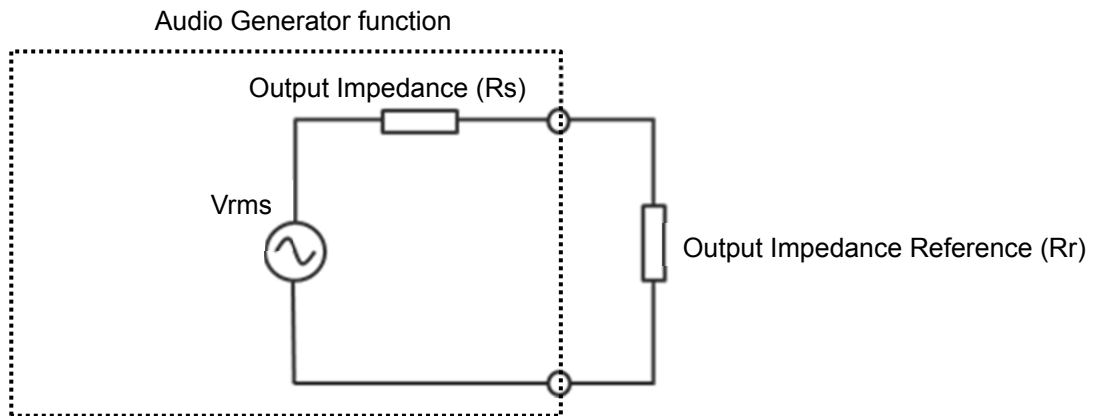 Audio Generator function
Output Impedance (Rs)
Vrms
Output Impedance Reference (Rr)